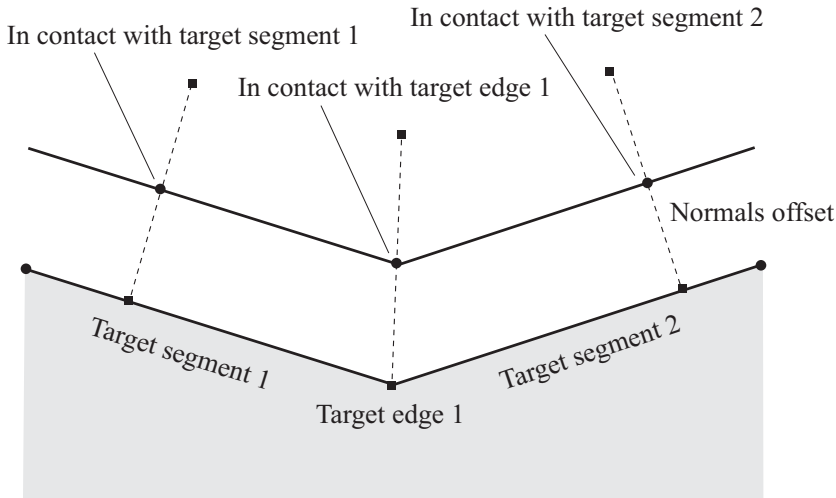 In contact with target segment 2
In contact with target segment 1
In contact with target edge 1
Normals offset
Target segment 1
Target segment 2
Target edge 1